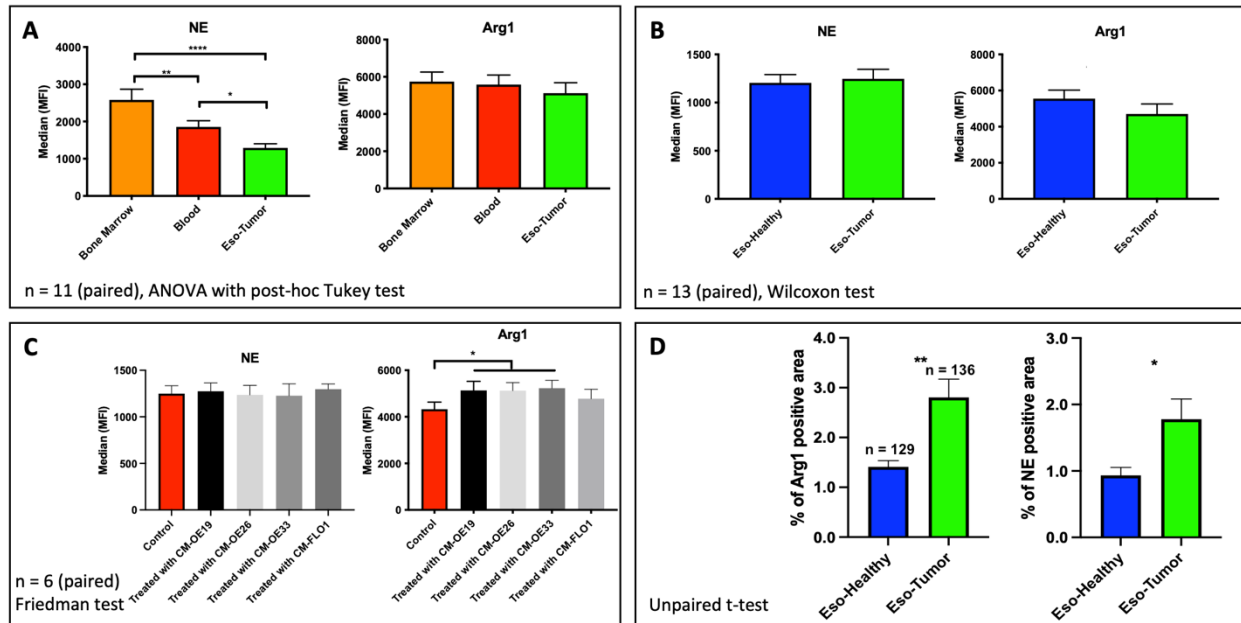 A
NE
****
**
*
Median (MFI)
4000
3000
2000
1000
0
Bone Marrow
Blood
Eso-Tumor
Arg1
Median (MFI)
8000
6000
4000
2000
0
Bone Marrow
Blood
Eso-Tumor
n = 11 (paired), ANOVA with post-hoc Tukey test
B
NE
Median (MFI)
1500
1000
500
0
Eso-Healthy
Eso-Tumor
Arg1
Median (MFI)
8000
6000
4000
2000
0
Eso-Healthy
Eso-Tumor
n = 13 (paired), Wilcoxon test
C
NE
Median (MFI)
1500
1000
500
0
Control
Treated with CM-OE19
Treated with CM-OE26
Treated with CM-OE33
Treated with CM-FLO1
Arg1
*
Median (MFI)
6000
4000
2000
0
Control
Treated with CM-OE19
Treated with CM-OE26
Treated with CM-OE33
Treated with CM-FLO1
n = 6 (paired)
Friedman test
D
% of Arg1 positive area
4.0
3.0
2.0
1.0
0.0
**
n = 136
n = 129
Eso-Healthy
Eso-Tumor
% of NE positive area
3.0
2.0
1.0
0.0
*
Eso-Healthy
Eso-Tumor
Unpaired t-test